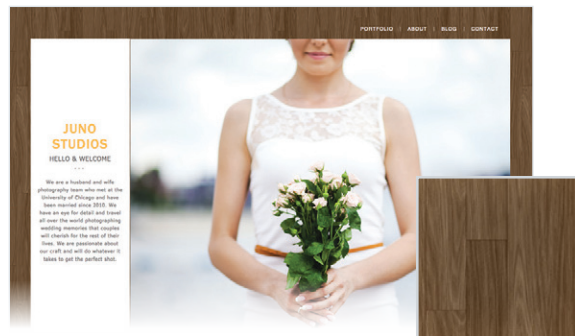 PORTFOLIO | ABOUT | BLOG | CONTACT
JUNO
STUDIOS
HELLO & WELCOME
We are a husband and wife
photography team who met at the
University of Chicago and have
been married since 2010. We
have an eye for detail and travel
all over the world photographing
wedding memories that couples
will cherish for the rest of their
lives. We are passionate about
our craft and will do whatever it
takes to get the perfect shot.